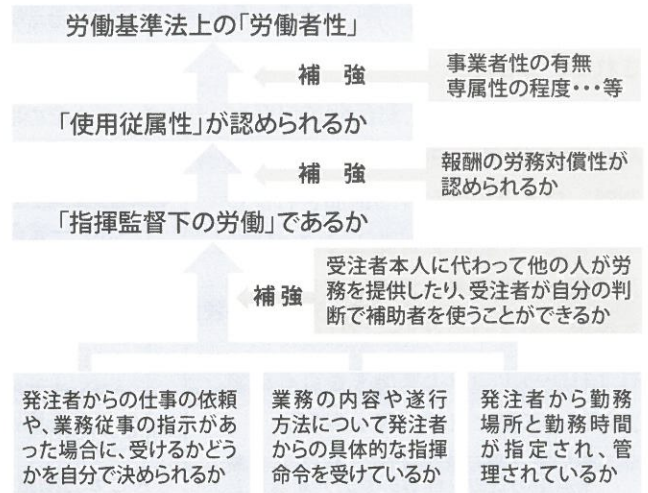 労働基準法上の「労働者性」
補 強
事業者性の有無
専属性の程度・・・等
「使用従属性」が認められるか
補 強
報酬の労務対償性が
認められるか
「指揮監督下の労働」であるか
補 強
受注者本人に代わって他の人が労
務を提供したり、受注者が自分の判
断で補助者を使うことができるか
発注者からの仕事の依頼
や、業務従事の指示があ
った場合に、受けるかどう
かを自分で決められるか
業務の内容や遂行
方法について発注者
からの具体的な指揮
命令を受けているか
発注者から勤務
場所と勤務時間
が指定され、管
理されているか